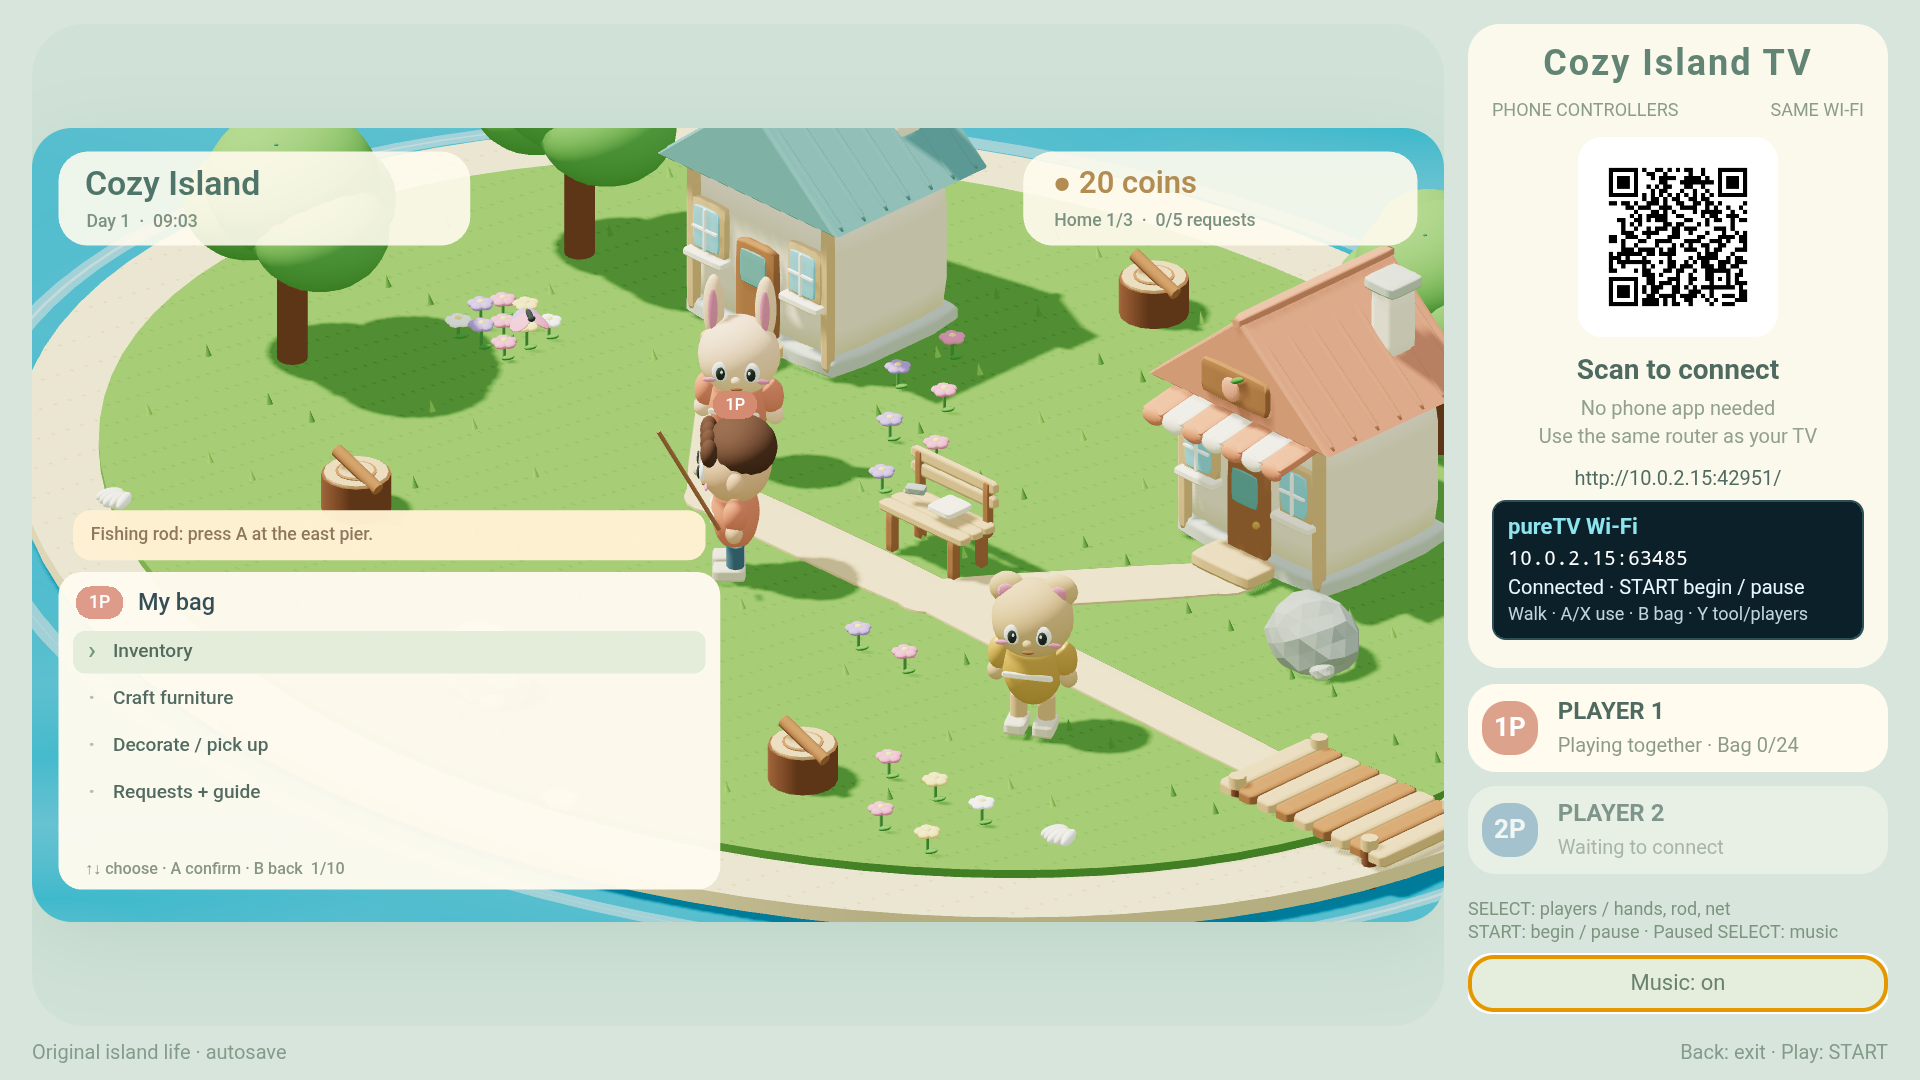 Cozy Island
Day 1 · 09:03
● 20 coins
Home 1/3 · 0/5 requests
1P
Fishing rod: press A at the east pier.
1P My bag
› Inventory
· Craft furniture
· Decorate / pick up
· Requests + guide
↑↓ choose · A confirm · B back 1/10
Cozy Island TV
PHONE CONTROLLERS SAME WI-FI
Scan to connect
No phone app needed
Use the same router as your TV
http://10.0.2.15:42951/
pureTV Wi-Fi
10.0.2.15:63485
Connected · START begin / pause
Walk · A/X use · B bag · Y tool/players
1P PLAYER 1
Playing together · Bag 0/24
2P PLAYER 2
Waiting to connect
SELECT: players / hands, rod, net
START: begin / pause · Paused SELECT: music
Music: on
Original island life · autosave
Back: exit · Play: START